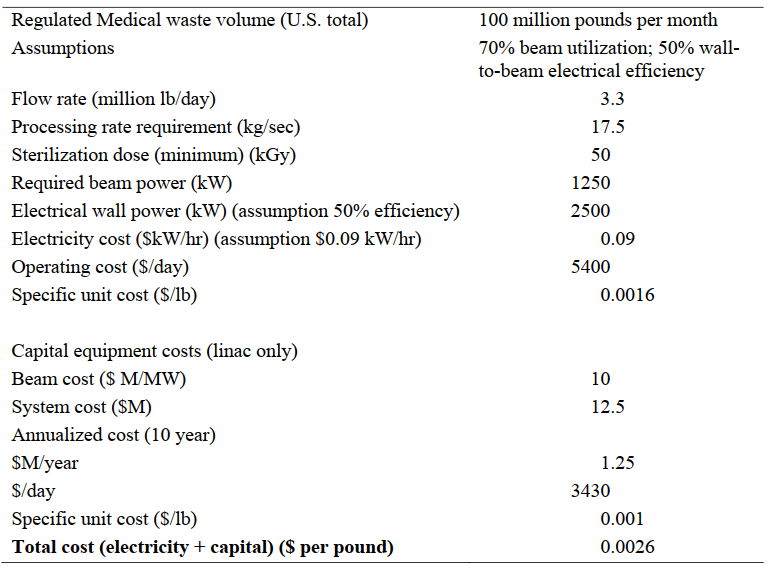 Regulated Medical waste volume (U.S. total) 100 million pounds per month
Assumptions 70% beam utilization; 50% wall-
to-beam electrical efficiency
Flow rate (million lb/day) 3.3
Processing rate requirement (kg/sec) 17.5
Sterilization dose (minimum) (kGy) 50
Required beam power (kW) 1250
Electrical wall power (kW) (assumption 50% efficiency) 2500
Electricity cost ($kW/hr) (assumption $0.09 kW/hr) 0.09
Operating cost ($/day) 5400
Specific unit cost ($/lb) 0.0016
Capital equipment costs (linac only)
Beam cost ($ M/MW) 10
System cost ($M) 12.5
Annualized cost (10 year)
$M/year 1.25
$/day 3430
Specific unit cost ($/lb) 0.001
Total cost (electricity + capital) ($ per pound) 0.0026